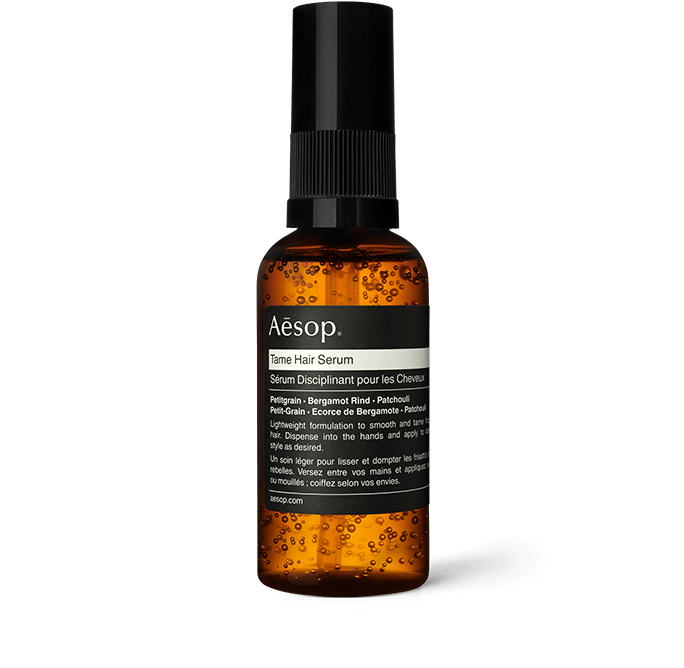 Aēsop®
Tame Hair Serum
Sérum Disciplinant pour les Cheveux
Petitgrain · Bergamot Rind · Patchouli
Petit-Grain · Ecorce de Bergamote · Patchouli
Lightweight formulation to smooth and tame
hair. Dispense into the hands and apply to
style as desired.
Un soin léger pour lisser et dompter les
rebelles. Versez entre vos mains et appliquez
ou mouillés ; coiffez selon vos envies.
aesop.com